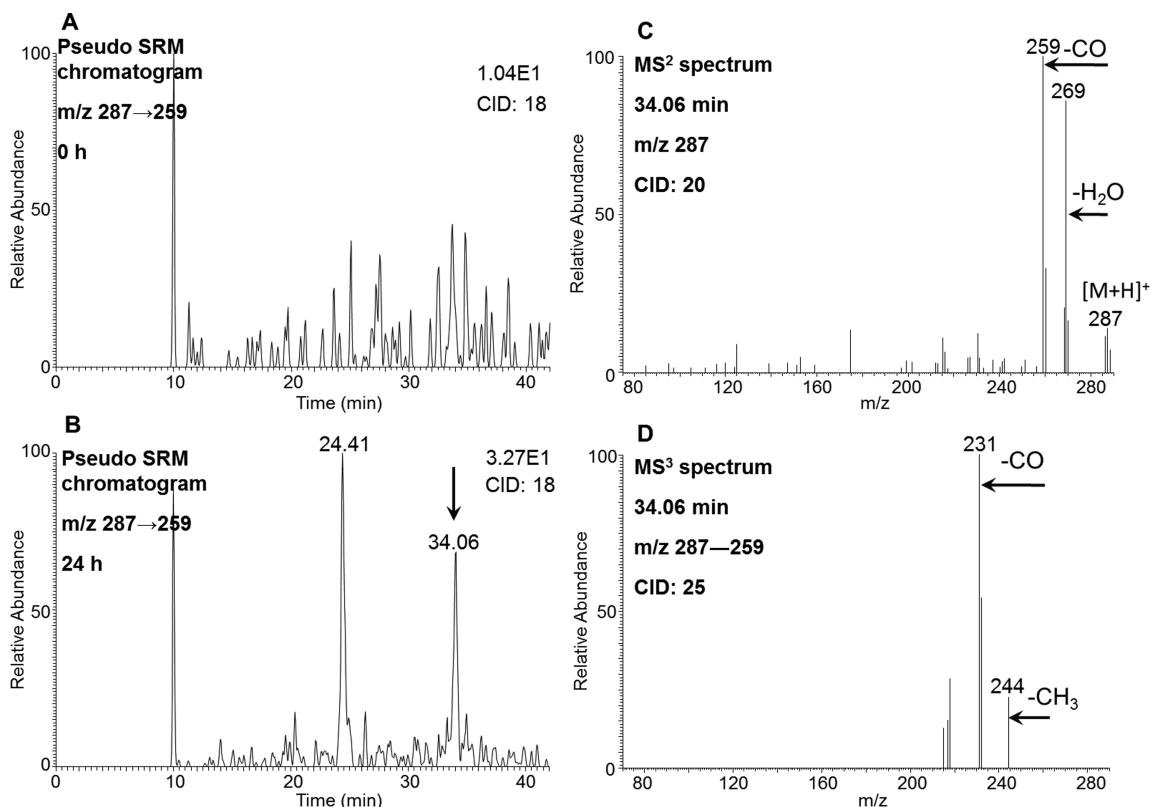 A
Pseudo SRM
chromatogram
m/z 287→259
0 h
1.04E1
CID: 18
100
50
0
Relative Abundance
0 10 20 30 40
Time (min)
B
Pseudo SRM
chromatogram
m/z 287→259
24 h
24.41
3.27E1
CID: 18
34.06
100
50
0
Relative Abundance
0 10 20 30 40
Time (min)
C
MS² spectrum
34.06 min
m/z 287
CID: 20
259 -CO
269
-H₂O
[M+H]⁺
287
100
50
0
Relative Abundance
80 120 160 200 240 280
m/z
D
MS³ spectrum
34.06 min
m/z 287—259
CID: 25
231
-CO
244 -CH₃
100
50
0
Relative Abundance
80 120 160 200 240 280
m/z